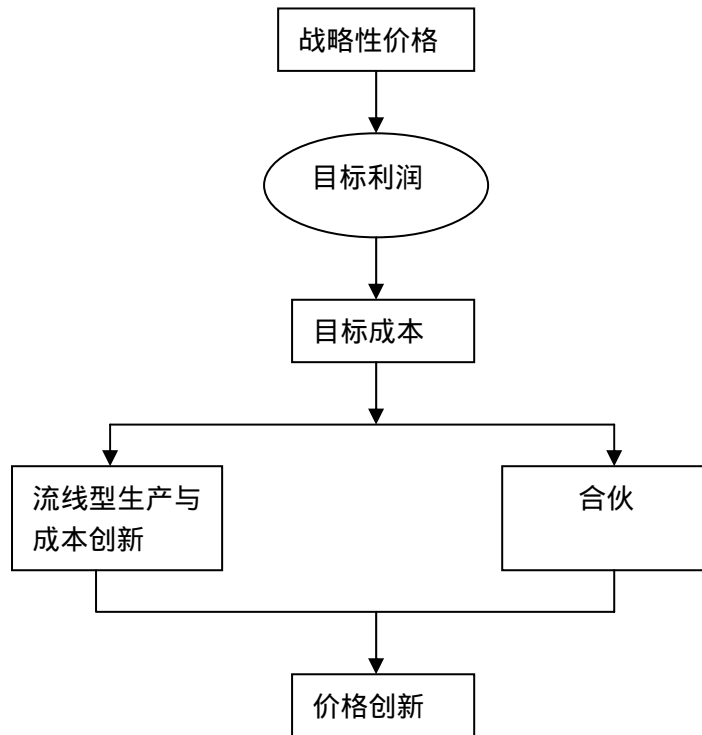 战略性价格
目标利润
目标成本
流线型生产与
成本创新
合伙
价格创新